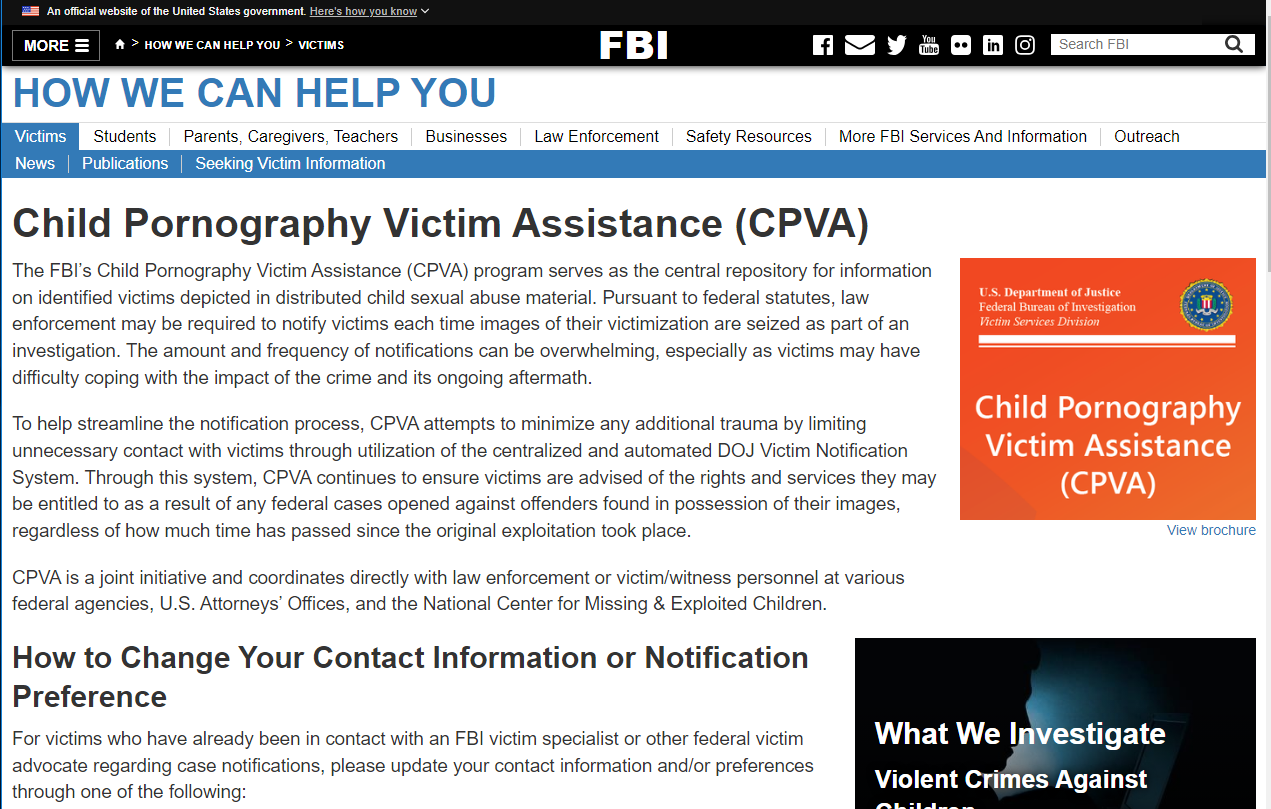 An official website of the United States government. Here's how you know
MORE
> HOW WE CAN HELP YOU > VICTIMS
FBI
You Tube
in
Search FBI
HOW WE CAN HELP YOU
Victims
Students
Parents, Caregivers, Teachers
Businesses
Law Enforcement
Safety Resources
More FBI Services And Information
Outreach
News
Publications
Seeking Victim Information
Child Pornography Victim Assistance (CPVA)
The FBI's Child Pornography Victim Assistance (CPVA) program serves as the central repository for information
on identified victims depicted in distributed child sexual abuse material. Pursuant to federal statutes, law
enforcement may be required to notify victims each time images of their victimization are seized as part of an
investigation. The amount and frequency of notifications can be overwhelming, especially as victims may have
difficulty coping with the impact of the crime and its ongoing aftermath.
To help streamline the notification process, CPVA attempts to minimize any additional trauma by limiting
unnecessary contact with victims through utilization of the centralized and automated DOJ Victim Notification
System. Through this system, CPVA continues to ensure victims are advised of the rights and services they may
be entitled to as a result of any federal cases opened against offenders found in possession of their images,
regardless of how much time has passed since the original exploitation took place.
CPVA is a joint initiative and coordinates directly with law enforcement or victim/witness personnel at various
federal agencies, U.S. Attorneys' Offices, and the National Center for Missing & Exploited Children.
U.S. Department of Justice
Federal Bureau of Investigation
Victim Services Division
Child Pornography
Victim Assistance
(CPVA)
View brochure
How to Change Your Contact Information or Notification
Preference
For victims who have already been in contact with an FBI victim specialist or other federal victim
advocate regarding case notifications, please update your contact information and/or preferences
through one of the following:
What We Investigate
Violent Crimes Against
Children